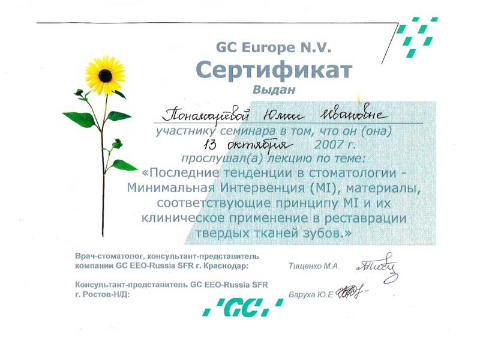 GC Europe N.V.
Сертификат
Выдан
Пономарёвой Юлии Ивановне
участнику семинара в том, что он (она)
13 октября 2007 г.
прослушал(а) лекцию по теме:
«Последние тенденции в стоматологии -
Минимальная Интервенция (MI), материалы,
соответствующие принципу MI и их
клиническое применение в реставрации
твердых тканей зубов.»
Врач-стоматолог, консультант-представитель
компании GC EEO-Russia SFR г. Краснодар: Тищенко М.А.
Консультант-представитель GC EEO-Russia SFR
г. Ростов-Н/Д: Варуха Ю.Е
GC